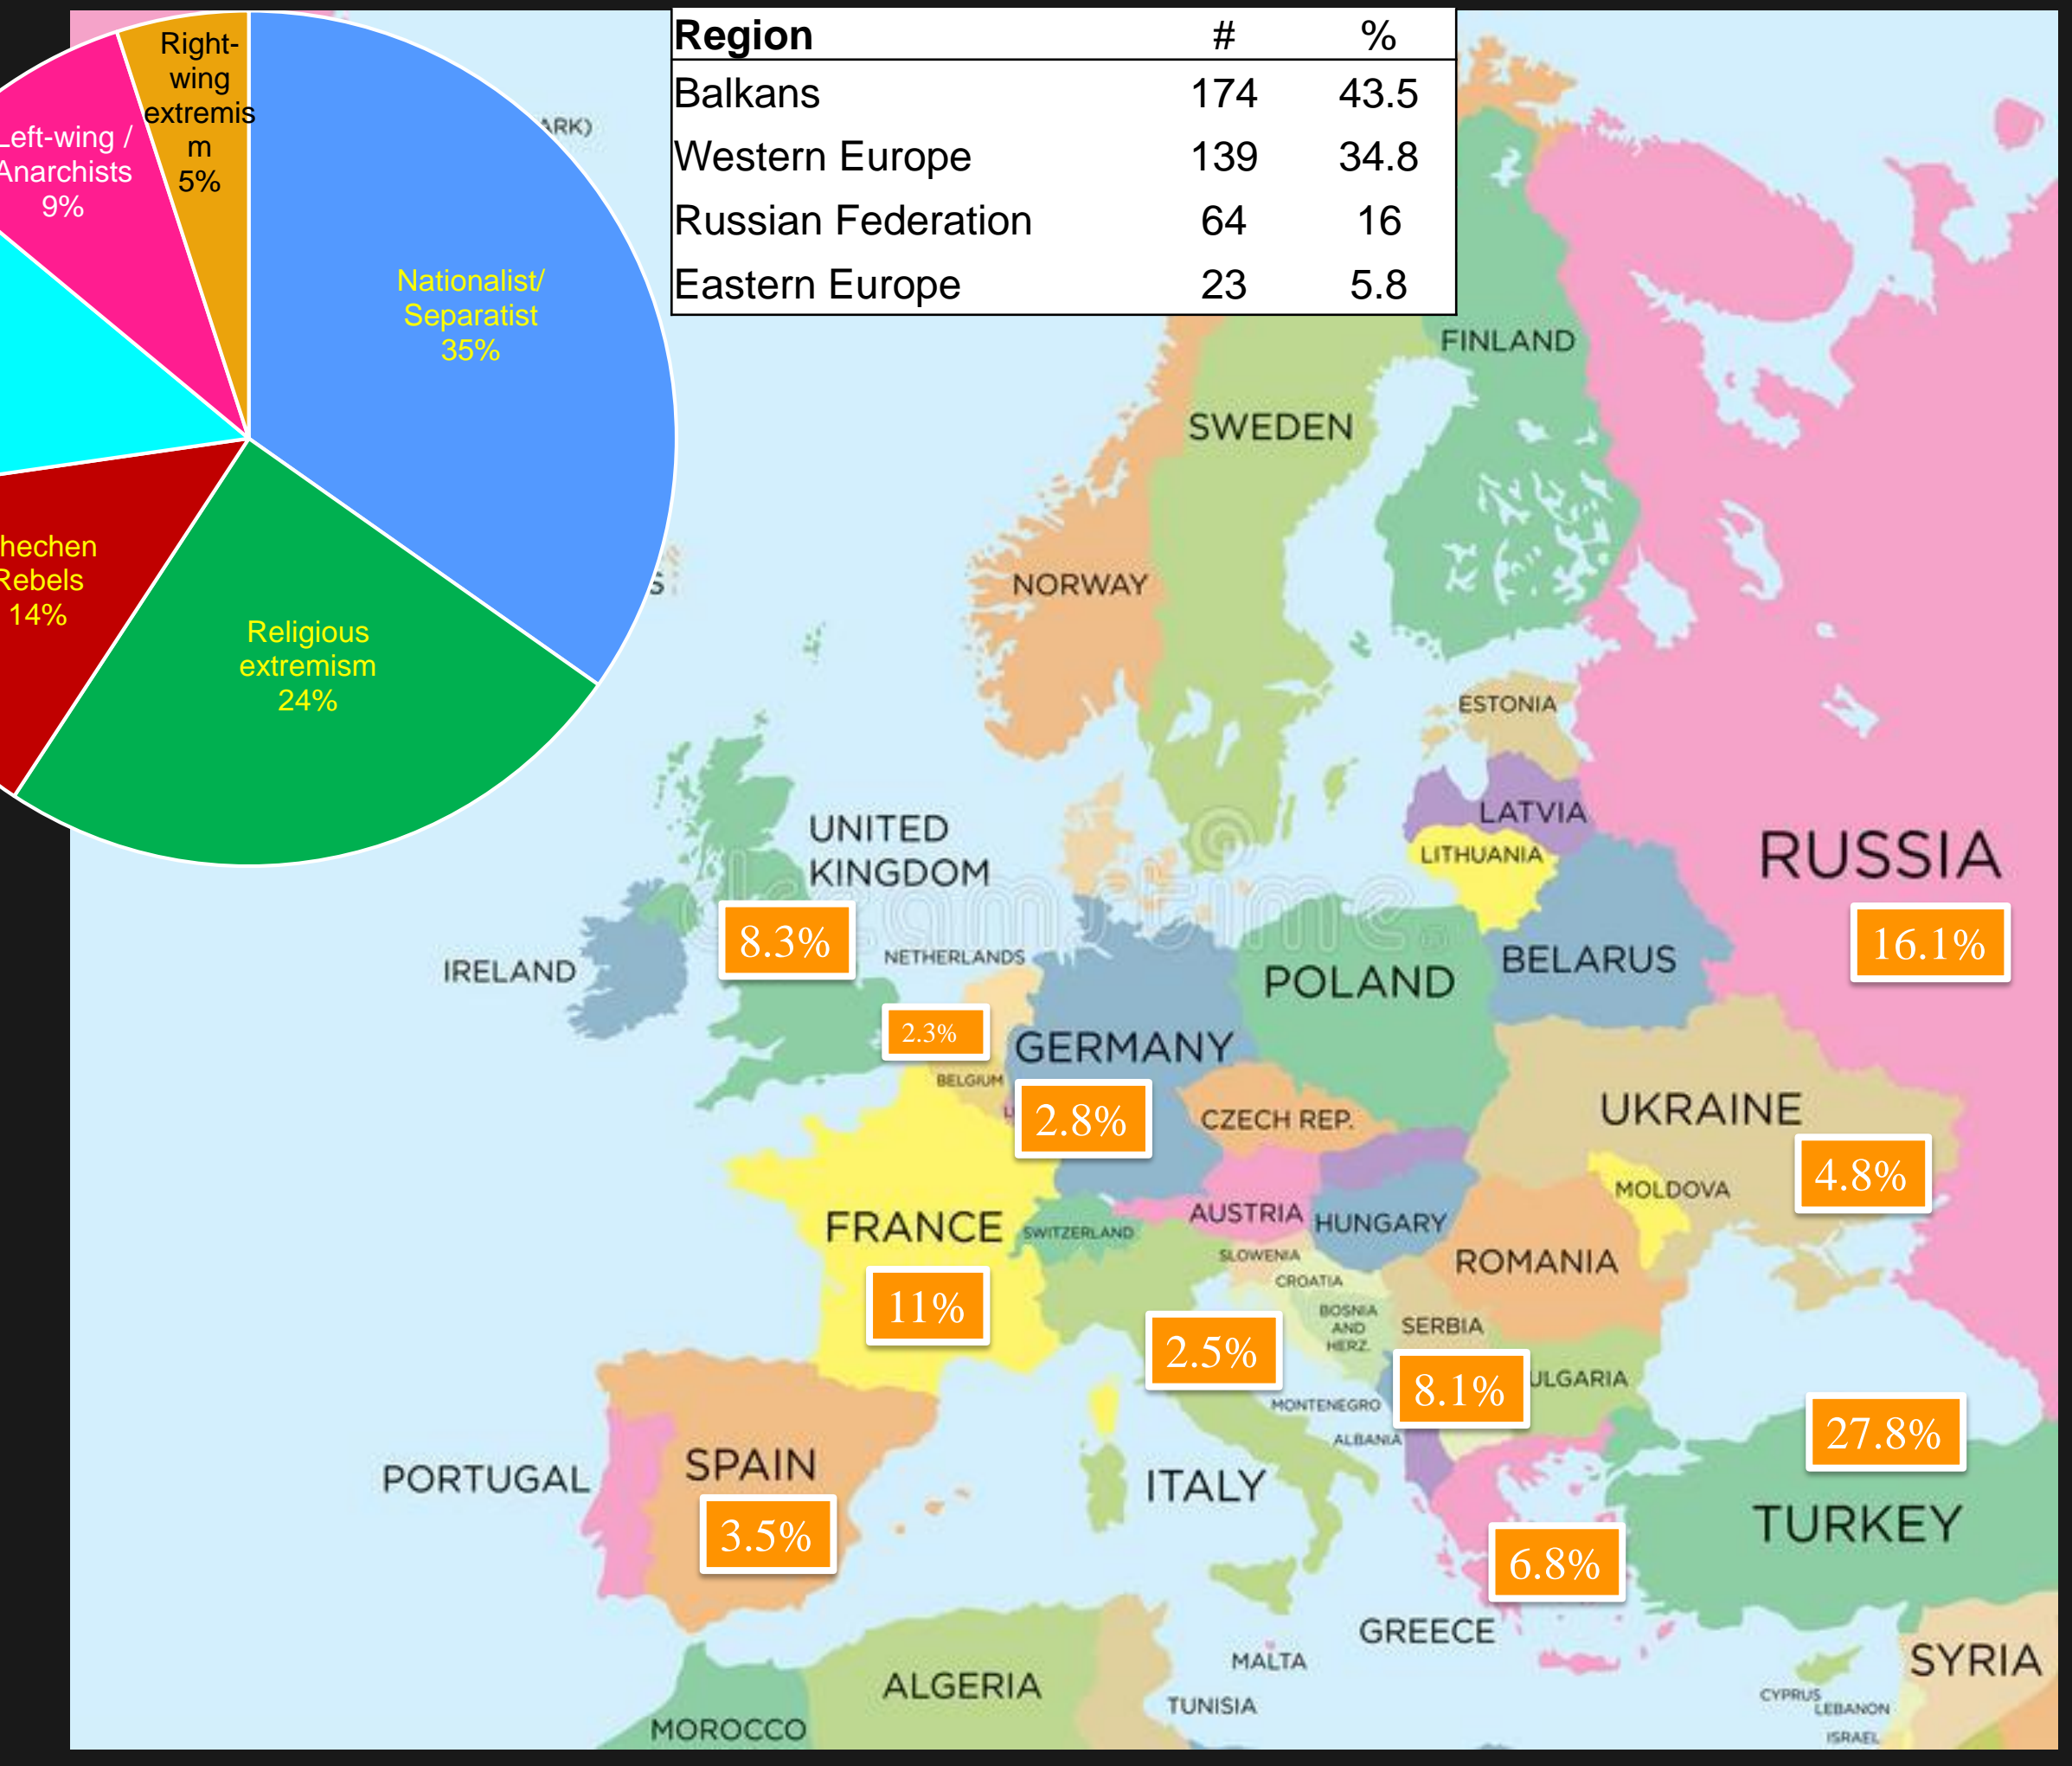 Right-
wing
extremis
m
5%
Left-wing /
Anarchists
9%
Nationalist/
Separatist
35%
hechen
Rebels
14%
Religious
extremism
24%
Region # %
Balkans 174 43.5
Western Europe 139 34.8
Russian Federation 64 16
Eastern Europe 23 5.8
ARK)
S
FINLAND
SWEDEN
NORWAY
ESTONIA
LATVIA
LITHUANIA
RUSSIA
16.1%
UNITED
KINGDOM
8.3%
dreamstime.
IRELAND
NETHERLANDS
2.3%
BELGIUM
GERMANY
2.8%
POLAND
BELARUS
CZECH REP.
UKRAINE
4.8%
MOLDOVA
FRANCE
11%
SWITZERLAND
AUSTRIA
HUNGARY
SLOWENIA
CROATIA
ROMANIA
BOSNIA
AND
HERZ.
SERBIA
2.5%
8.1%
ULGARIA
MONTENEGRO
ALBANIA
27.8%
TURKEY
PORTUGAL
SPAIN
3.5%
ITALY
6.8%
GREECE
MALTA
ALGERIA
TUNISIA
MOROCCO
SYRIA
CYPRUS
LEBANON
ISRAEL